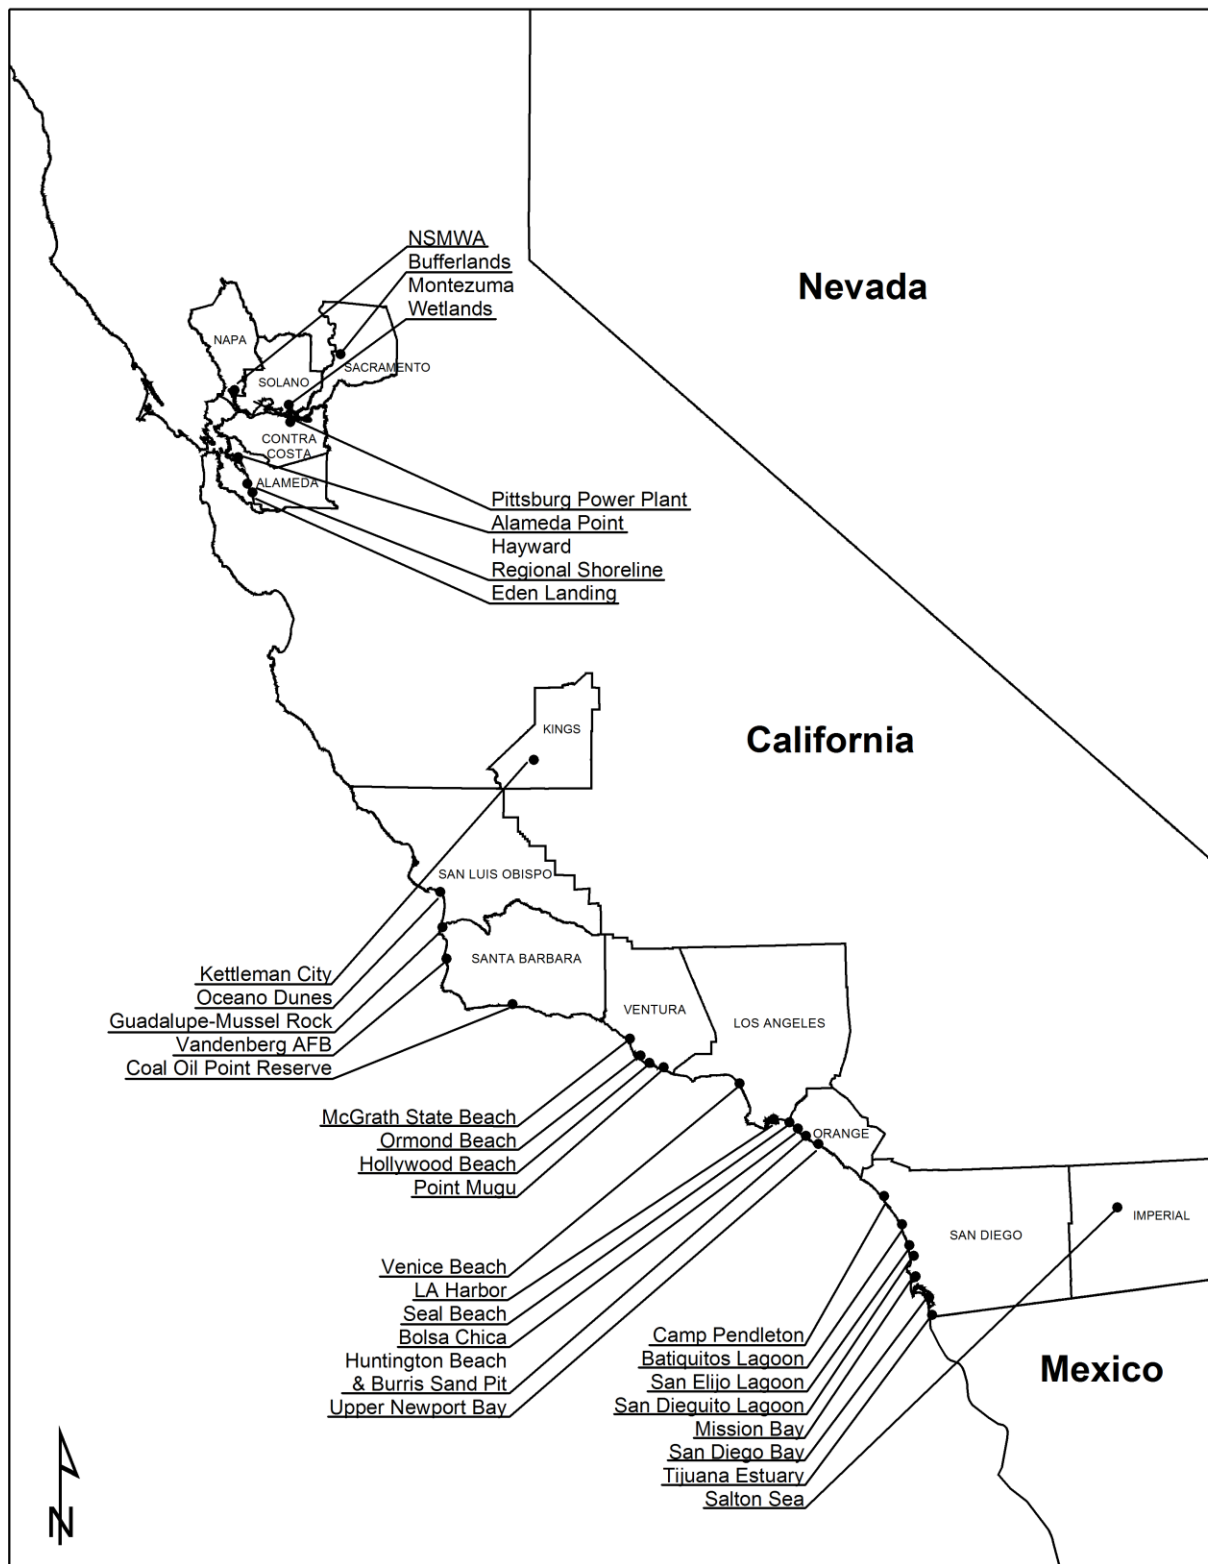 NSMWA
Bufferlands
Montezuma
Wetlands
Nevada
NAPA
SOLANO
SACRAMENTO
CONTRA
COSTA
ALAMEDA
Pittsburg Power Plant
Alameda Point
Hayward
Regional Shoreline
Eden Landing
KINGS
California
SAN LUIS OBISPO
SANTA BARBARA
VENTURA
LOS ANGELES
Kettleman City
Oceano Dunes
Guadalupe-Mussel Rock
Vandenberg AFB
Coal Oil Point Reserve
McGrath State Beach
Ormond Beach
Hollywood Beach
Point Mugu
ORANGE
SAN DIEGO
IMPERIAL
Venice Beach
LA Harbor
Seal Beach
Bolsa Chica
Huntington Beach
& Burris Sand Pit
Upper Newport Bay
Camp Pendleton
Batiquitos Lagoon
San Elijo Lagoon
San Dieguito Lagoon
Mission Bay
San Diego Bay
Tijuana Estuary
Salton Sea
Mexico
N